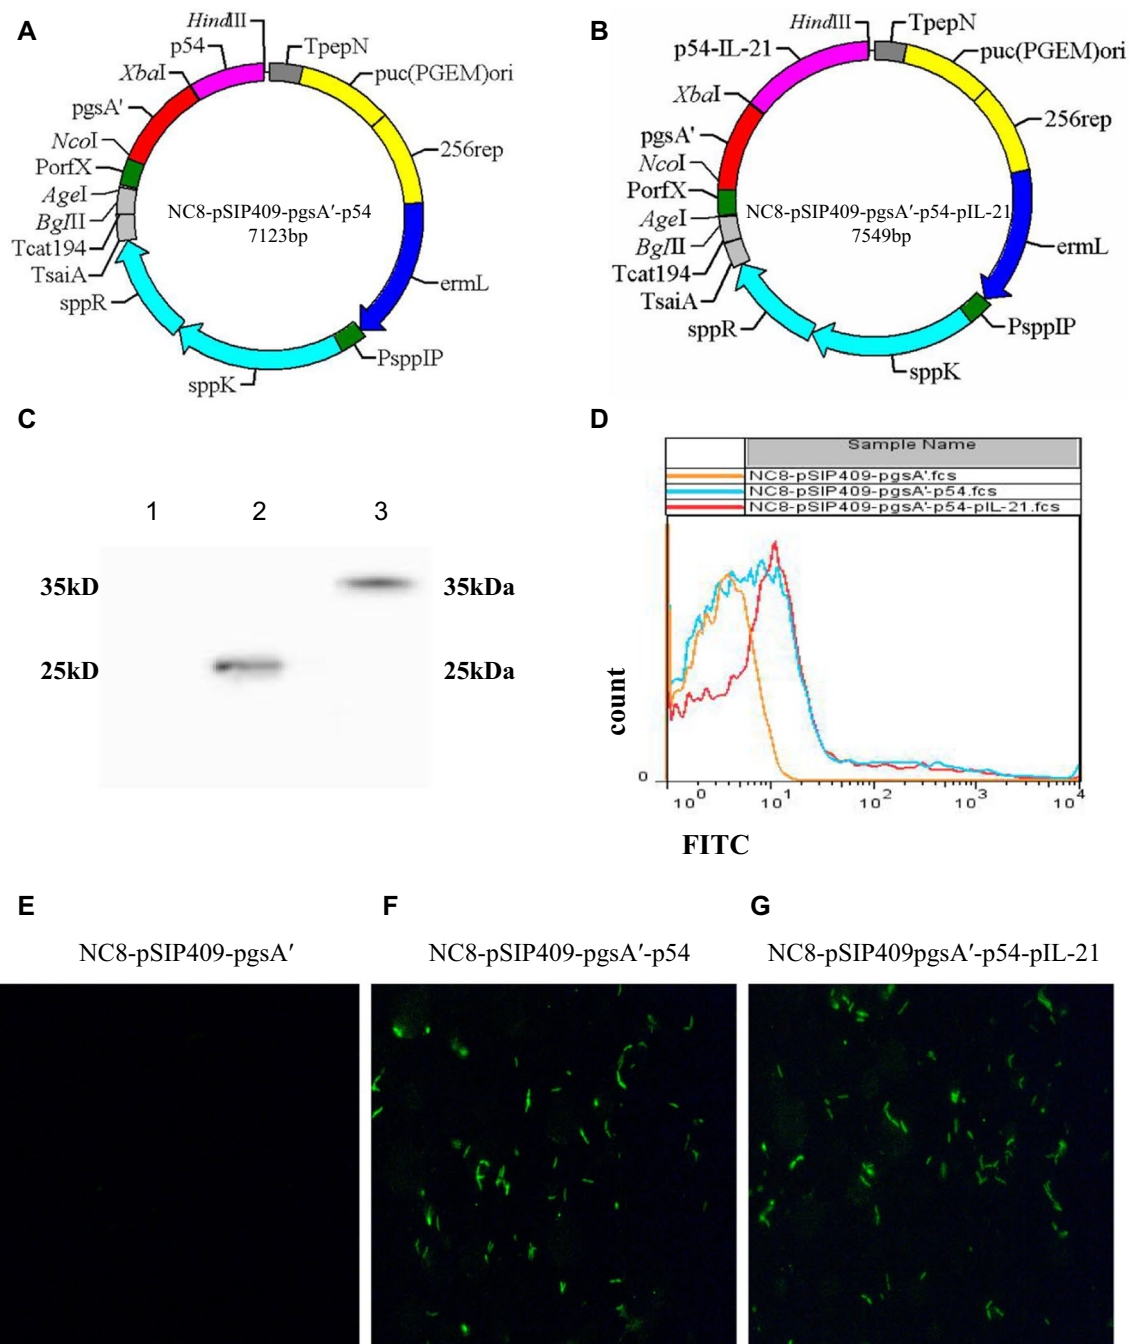 A
HindIII
p54
TpepN
XbaI
puc(PGEM)ori
pgsA'
NcoI
256rep
PorfX
AgeI
NC8-pSIP409-pgsA′-p54
BglII
7123bp
Tcat194
TsaiA
ermL
sppR
PsppIP
sppK
B
HindIII
TpepN
p54-IL-21
puc(PGEM)ori
XbaI
256rep
pgsA'
NcoI
PorfX
NC8-pSIP409-pgsA′-p54-pIL-21
AgeI
7549bp
BglII
ermL
Tcat194
TsaiA
PsppIP
sppR
sppK
C
1 2 3
35kD 35kDa
25kD 25kDa
D
Sample Name
NC8-pSIP409-pgsA'.fcs
NC8-pSIP409-pgsA'-p54.fcs
NC8-pSIP409-pgsA'-p54-pIL-21.fcs
count
0
10^0 10^1 10^2 10^3 10^4
FITC
E F G
NC8-pSIP409-pgsA′ NC8-pSIP409-pgsA′-p54 NC8-pSIP409pgsA′-p54-pIL-21